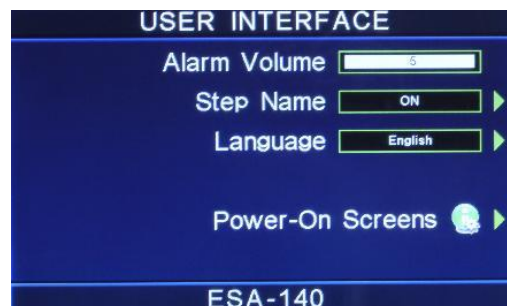 USER INTERFACE
Alarm Volume 5
Step Name ON
Language English
Power-On Screens
ESA-140